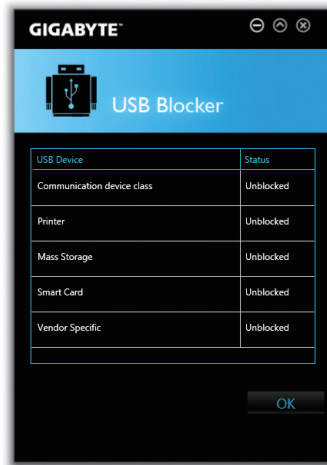 GIGABYTE™
USB Blocker
USB Device Status
Communication device class Unblocked
Printer Unblocked
Mass Storage Unblocked
Smart Card Unblocked
Vendor Specific Unblocked
OK